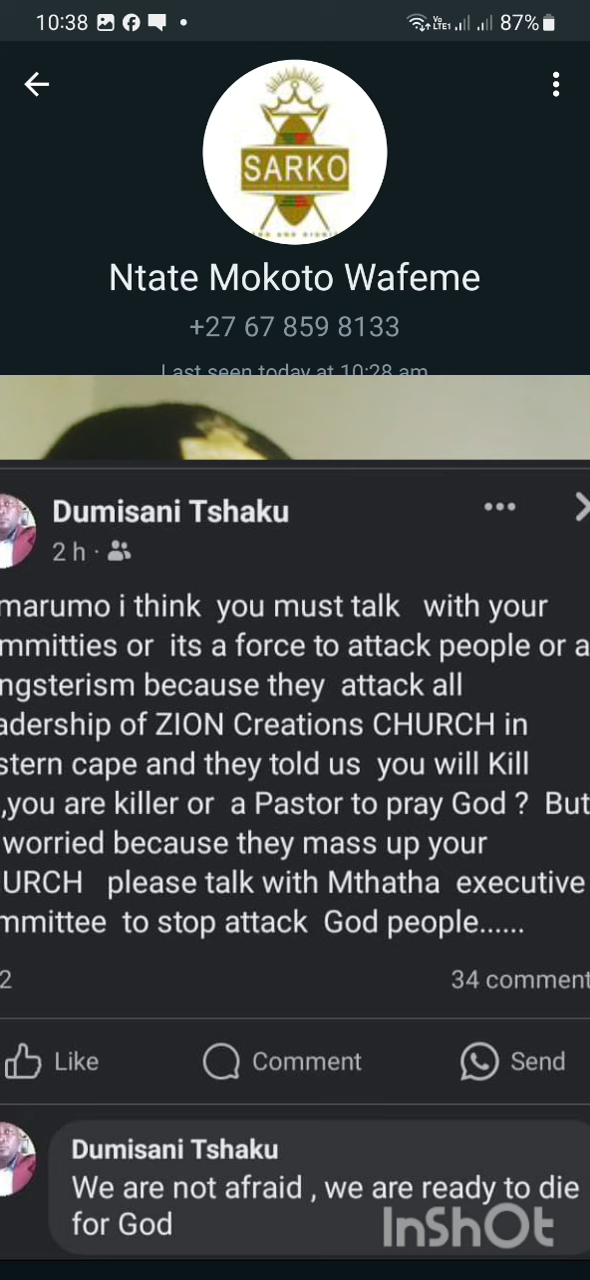 10:38
Vo
LTE1
87%
SARKO
Ntate Mokoto Wafeme
+27 67 859 8133
Last seen today at 10:28 am
Dumisani Tshaku
2 h ·
marumo i think you must talk with your
mmitties or its a force to attack people or a
ngsterism because they attack all
adership of ZION Creations CHURCH in
stern cape and they told us you will Kill
,you are killer or a Pastor to pray God ? But
worried because they mass up your
URCH please talk with Mthatha executive
mmittee to stop attack God people......
2
34 comment
Like
Comment
Send
Dumisani Tshaku
We are not afraid , we are ready to die
for God
InShOt